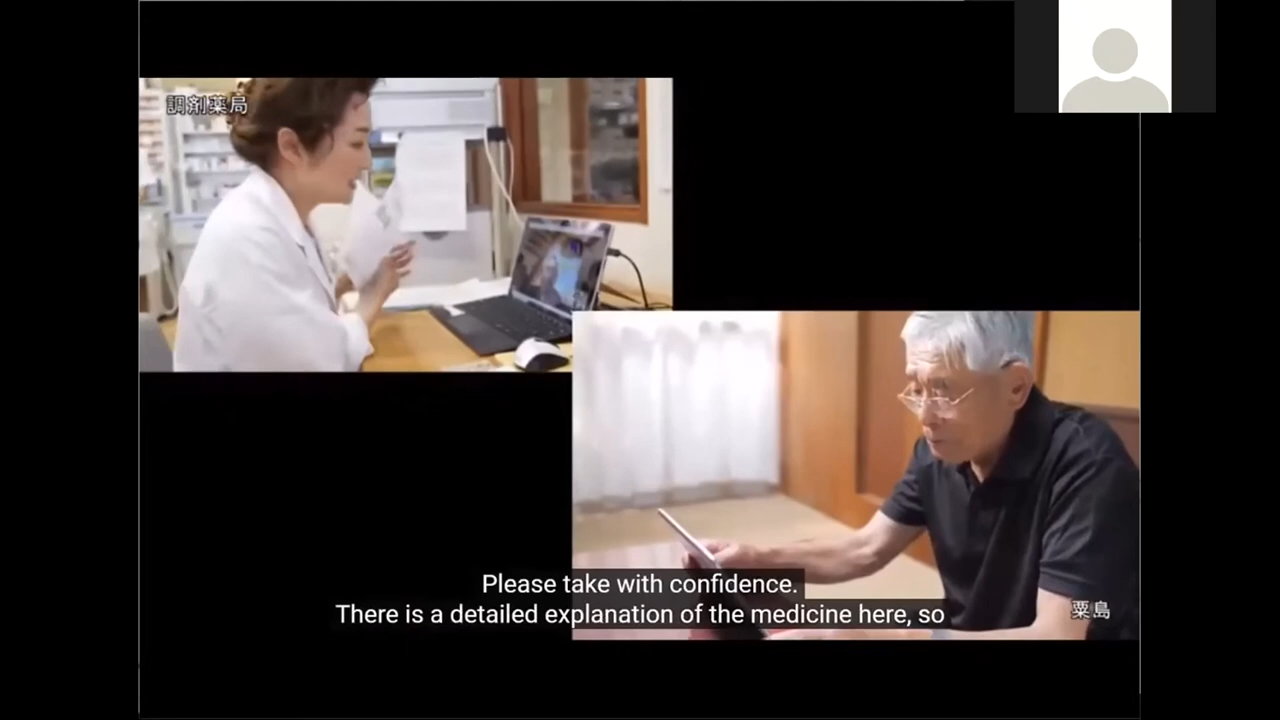 調剤薬局
Please take with confidence.
There is a detailed explanation of the medicine here, so
粟島